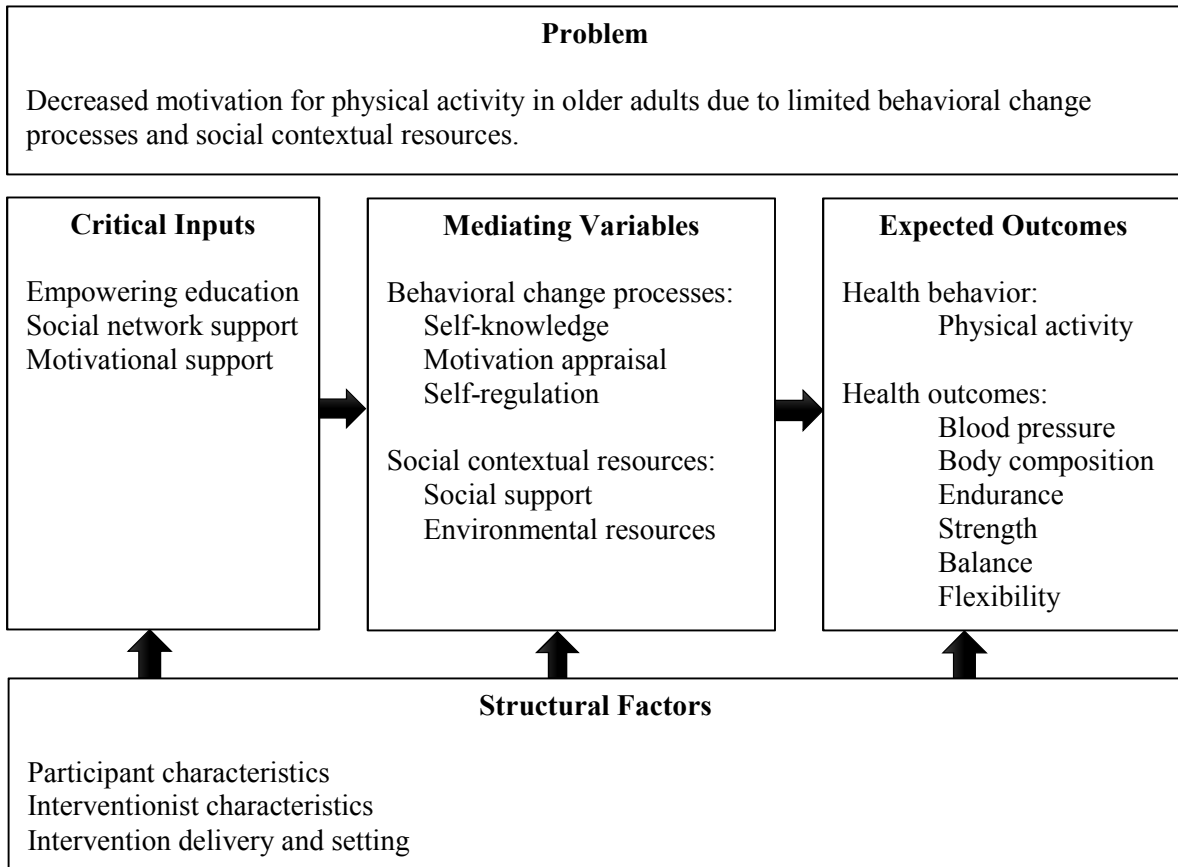 Problem
Decreased motivation for physical activity in older adults due to limited behavioral change
processes and social contextual resources.
Critical Inputs
Empowering education
Social network support
Motivational support
Mediating Variables
Behavioral change processes:
Self-knowledge
Motivation appraisal
Self-regulation
Social contextual resources:
Social support
Environmental resources
Expected Outcomes
Health behavior:
Physical activity
Health outcomes:
Blood pressure
Body composition
Endurance
Strength
Balance
Flexibility
Structural Factors
Participant characteristics
Interventionist characteristics
Intervention delivery and setting